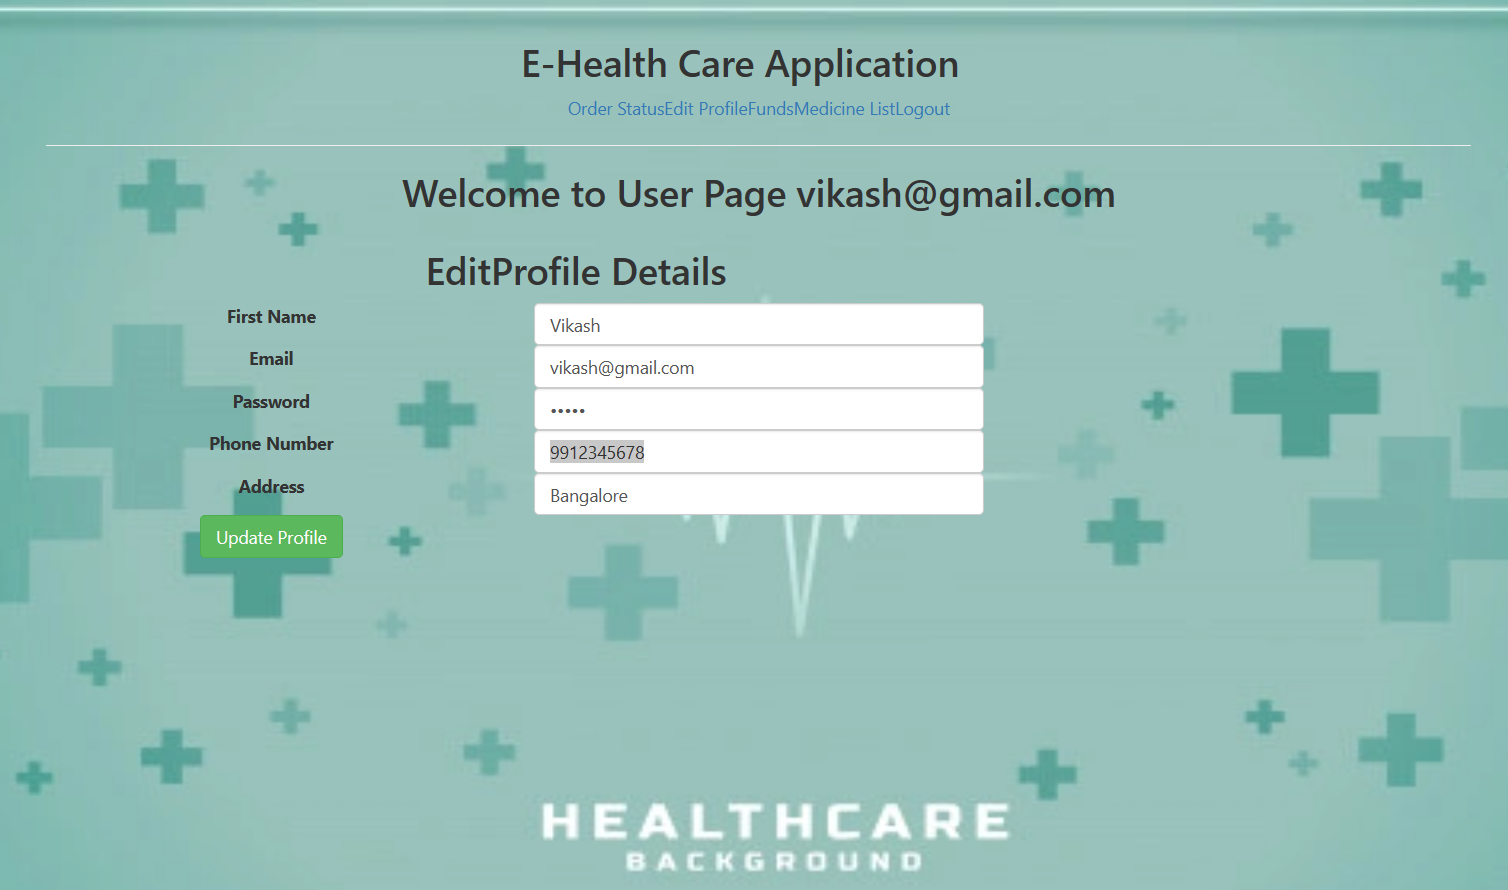 E-Health Care Application
Order StatusEdit ProfileFundsMedicine ListLogout
Welcome to User Page vikash@gmail.com
EditProfile Details
First Name Vikash
Email vikash@gmail.com
Password •••••
Phone Number 9912345678
Address Bangalore
Update Profile
HEALTHCARE
BACKGROUND